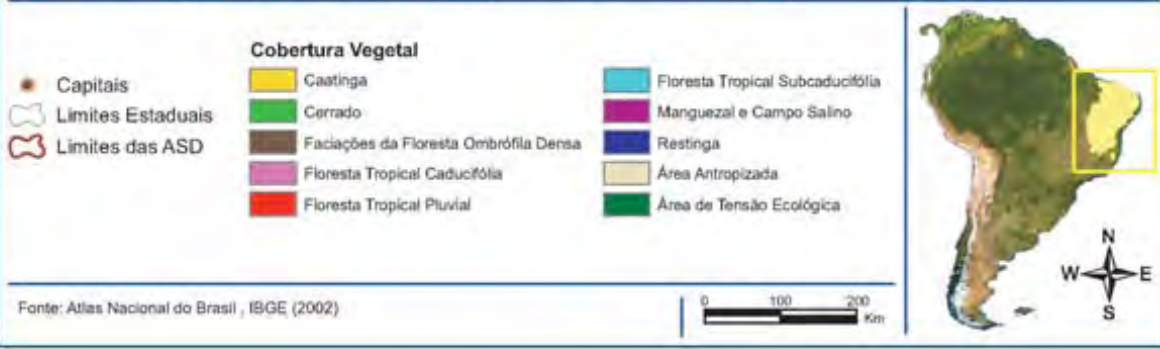 Cobertura Vegetal
Capitais
Limites Estaduais
Limites das ASD
Caatinga
Cerrado
Faciações da Floresta Ombrófila Densa
Floresta Tropical Caducifólia
Floresta Tropical Pluvial
Floresta Tropical Subcaducifólia
Manguezal e Campo Salino
Restinga
Área Antropizada
Área de Tensão Ecológica
Fonte: Atlas Nacional do Brasil , IBGE (2002)
0 100 200
Km
N
W E
S